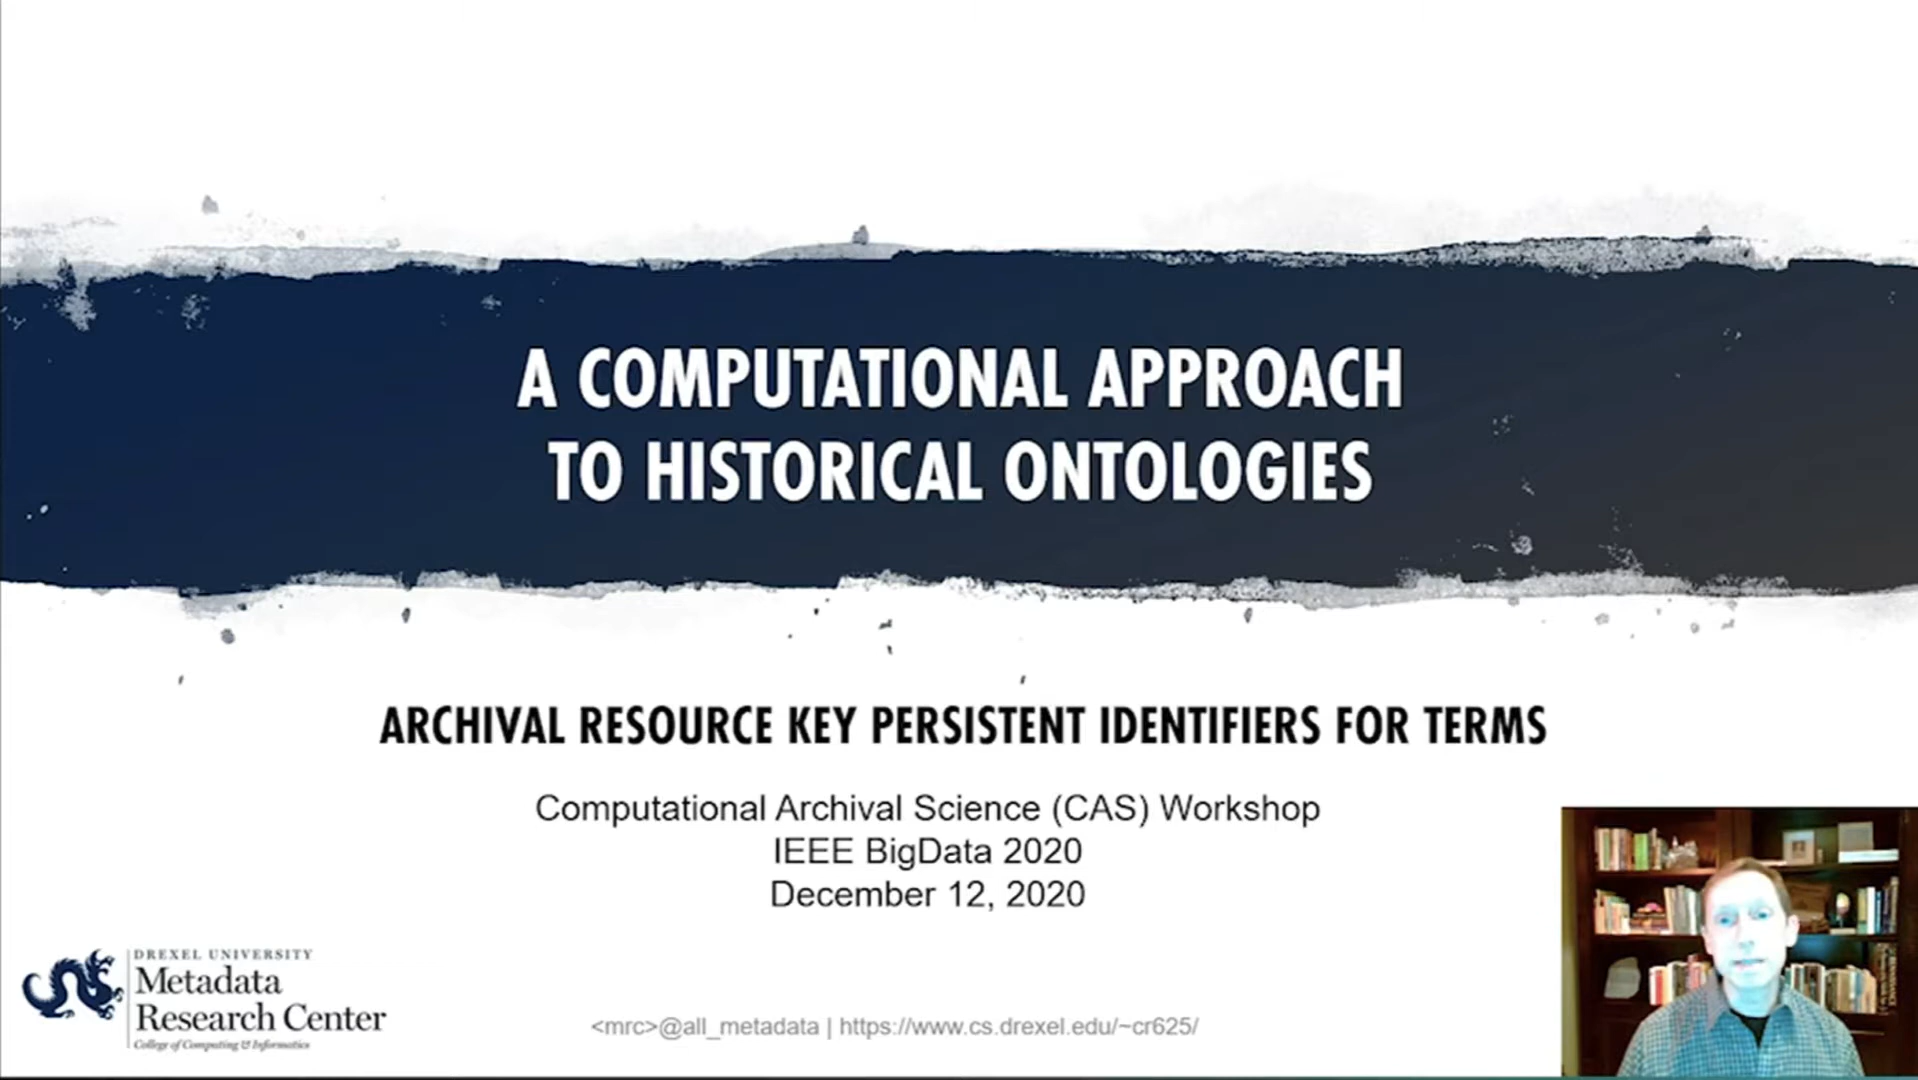 A COMPUTATIONAL APPROACH
TO HISTORICAL ONTOLOGIES
ARCHIVAL RESOURCE KEY PERSISTENT IDENTIFIERS FOR TERMS
Computational Archival Science (CAS) Workshop
IEEE BigData 2020
December 12, 2020
DREXEL UNIVERSITY
Metadata
Research Center
College of Computing & Informatics
<mrc>@all_metadata | https://www.cs.drexel.edu/~cr625/